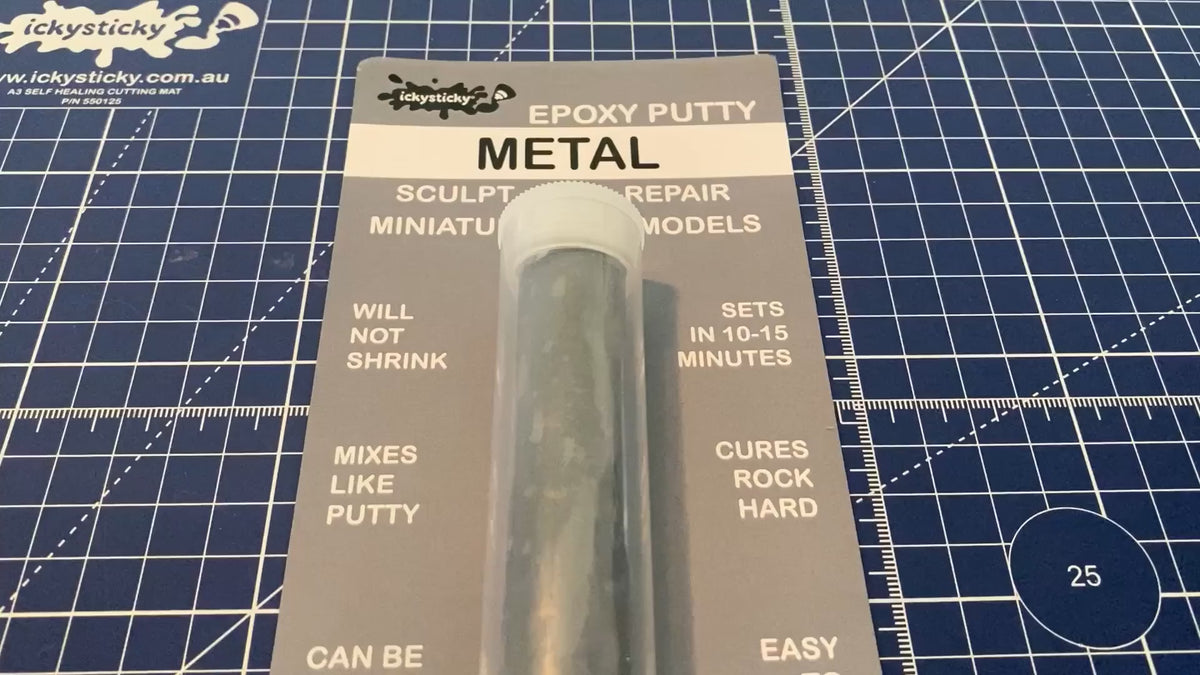 ickysticky
ww.ickysticky.com.au
A3 SELF HEALING CUTTING MAT
P/N 550125
ickysticky
EPOXY PUTTY
METAL
SCULPT REPAIR
MINIATU MODELS
WILL
NOT
SHRINK
SETS
IN 10-15
MINUTES
MIXES
LIKE
PUTTY
CURES
ROCK
HARD
25
CAN BE
EASY